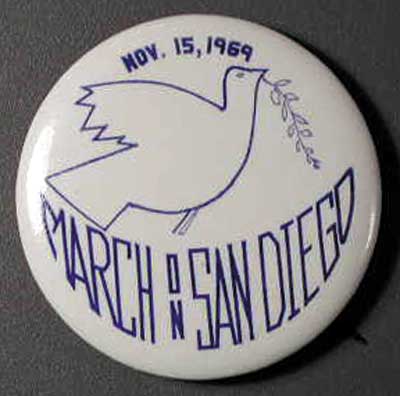 NOV. 15, 1969
MARCH ON SAN DIEGO